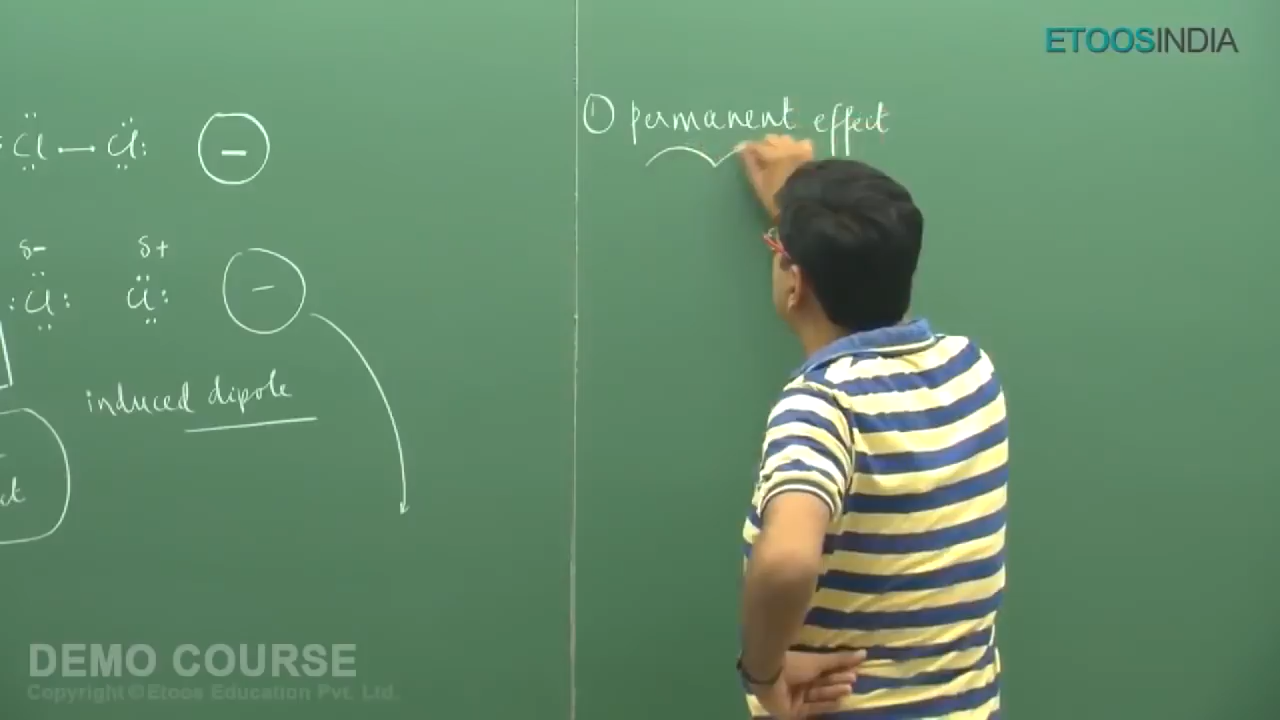 ETOOSINDIA
:Cl — Cl: −
δ− δ+
:Cl: Cl: −
induced dipole
① permanent effect
DEMO COURSE
Copyright ©Etoos Education Pvt. Ltd.